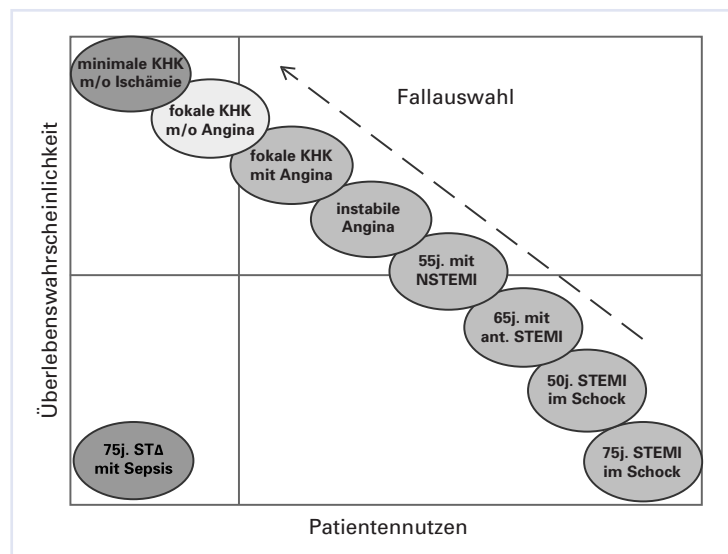 minimale KHK
m/o Ischämie
fokale KHK
m/o Angina
Fallauswahl
fokale KHK
mit Angina
instabile
Angina
55j. mit
NSTEMI
65j. mit
ant. STEMI
50j. STEMI
im Schock
75j. STEMI
im Schock
75j. STΔ
mit Sepsis
Überlebenswahrscheinlichkeit
Patientennutzen